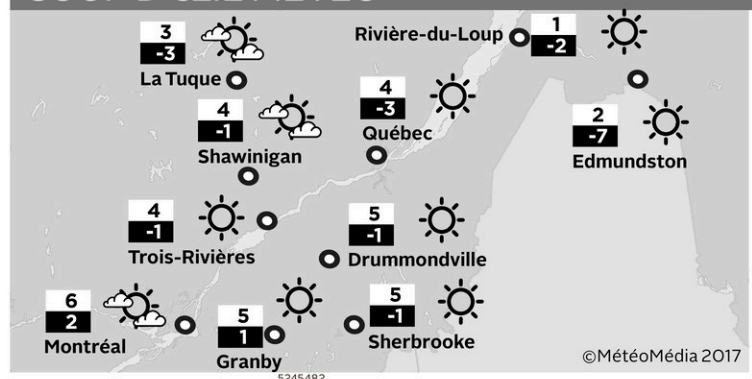 3
-3
La Tuque
Rivière-du-Loup
1
-2
4
-1
Shawinigan
4
-3
Québec
2
-7
Edmundston
4
-1
Trois-Rivières
5
-1
Drummondville
6
2
Montréal
5
1
Granby
5
-1
Sherbrooke
©MétéoMédia 2017
5245482